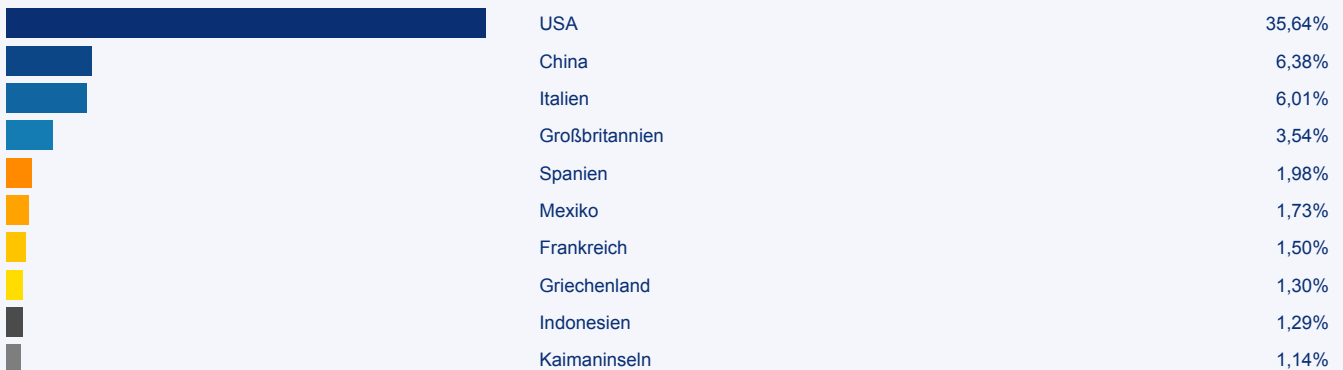 USA 35,64%
China 6,38%
Italien 6,01%
Großbritannien 3,54%
Spanien 1,98%
Mexiko 1,73%
Frankreich 1,50%
Griechenland 1,30%
Indonesien 1,29%
Kaimaninseln 1,14%